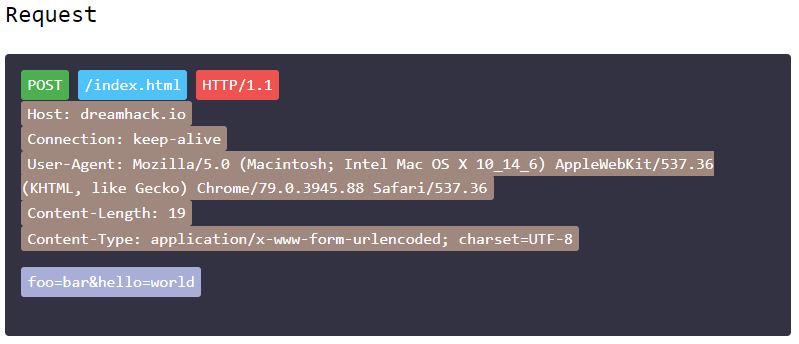 Request
POST /index.html HTTP/1.1
Host: dreamhack.io
Connection: keep-alive
User-Agent: Mozilla/5.0 (Macintosh; Intel Mac OS X 10_14_6) AppleWebKit/537.36
(KHTML, like Gecko) Chrome/79.0.3945.88 Safari/537.36
Content-Length: 19
Content-Type: application/x-www-form-urlencoded; charset=UTF-8
foo=bar&hello=world